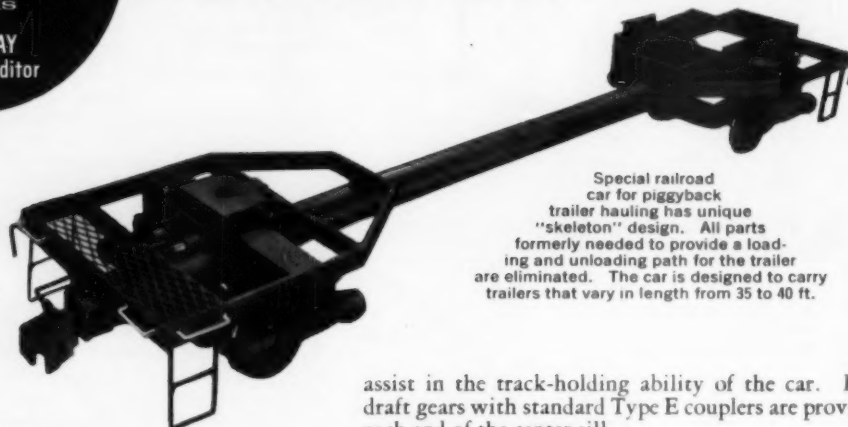 AY
ditor
Special railroad
car for piggyback
trailer hauling has unique
"skeleton" design. All parts
formerly needed to provide a load-
ing and unloading path for the trailer
are eliminated. The car is designed to carry
trailers that vary in length from 35 to 40 ft.
assist in the track-holding ability of the car.
draft gears with standard Type E couplers are prov